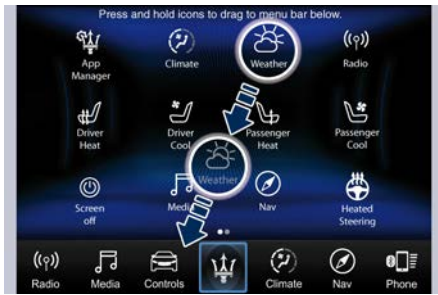 Press and hold icons to drag to menu bar below.
App
Manager
Climate
Weather
Radio
Driver
Heat
Driver
Cool
Passenger
Heat
Passenger
Cool
Weather
Screen
off
Media
Nav
Heated
Steering
Radio
Media
Controls
Climate
Nav
Phone